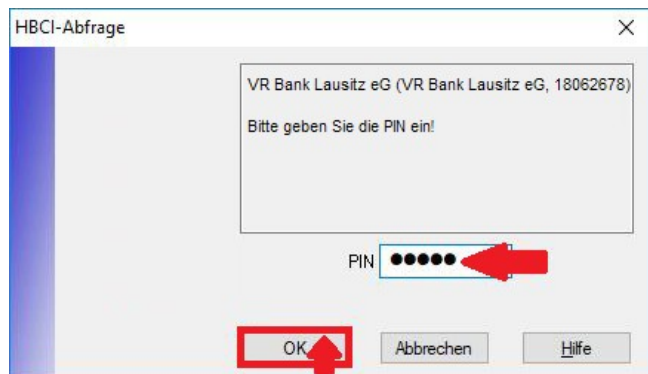 HBCI-Abfrage
VR Bank Lausitz eG (VR Bank Lausitz eG, 18062678)
Bitte geben Sie die PIN ein!
PIN ●●●●●
OK Abbrechen Hilfe